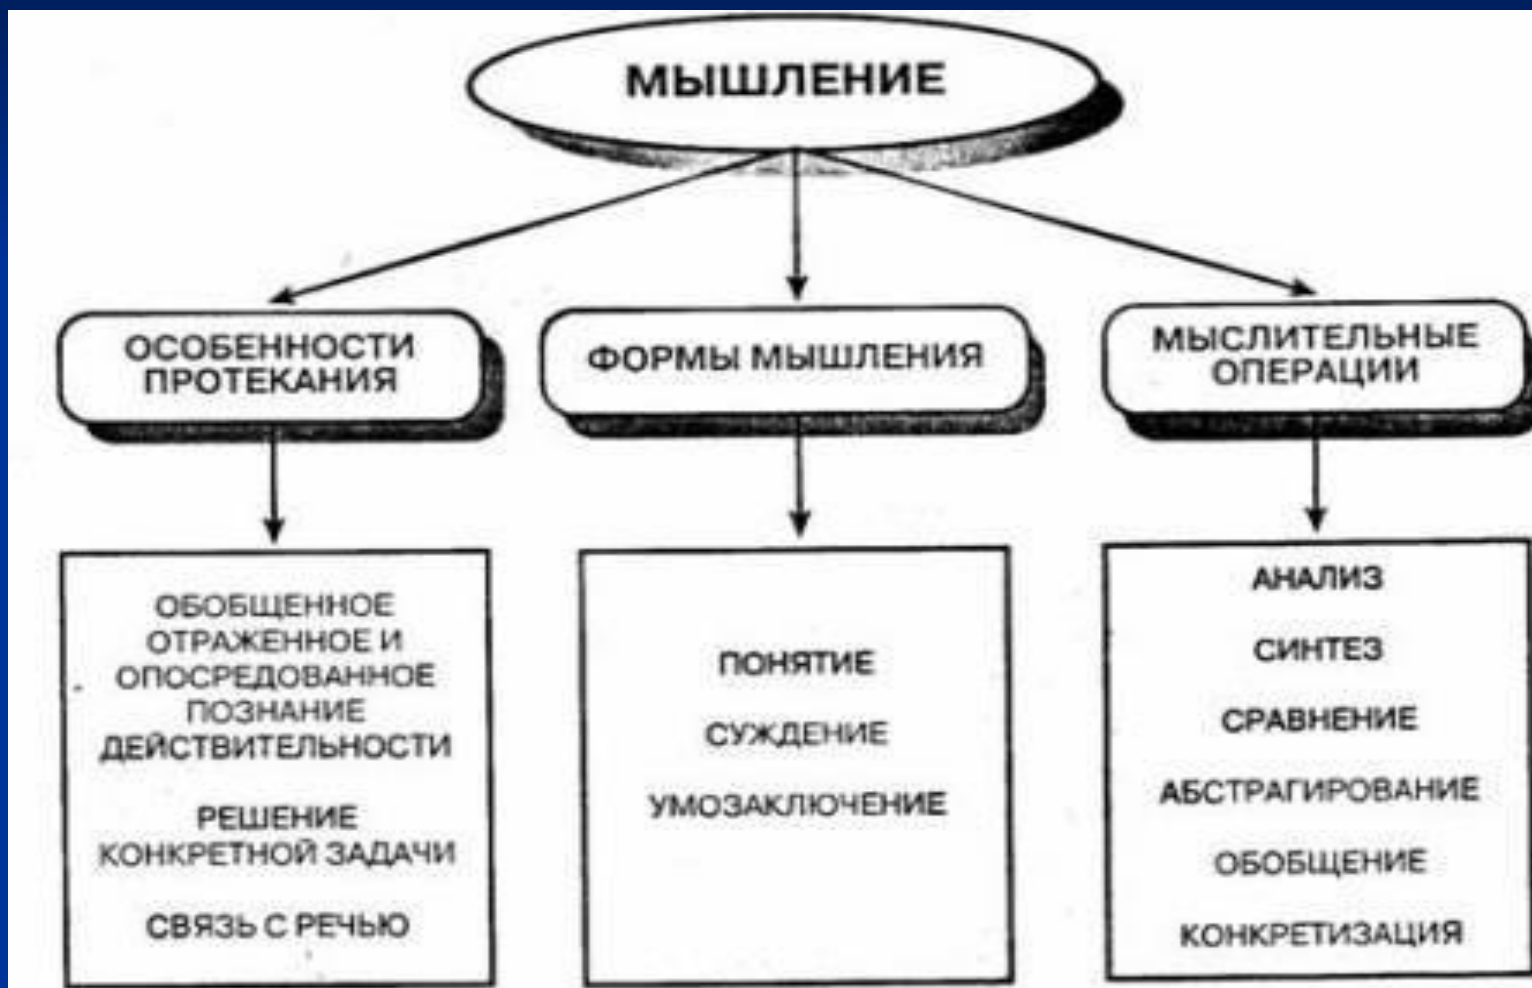 МЫШЛЕНИЕ
ОСОБЕННОСТИ
ПРОТЕКАНИЯ
ФОРМЫ МЫШЛЕНИЯ
МЫСЛИТЕЛЬНЫЕ
ОПЕРАЦИИ
ОБОБЩЕННОЕ
ОТРАЖЕННОЕ И
ОПОСРЕДОВАННОЕ
ПОЗНАНИЕ
ДЕЙСТВИТЕЛЬНОСТИ
РЕШЕНИЕ
КОНКРЕТНОЙ ЗАДАЧИ
СВЯЗЬ С РЕЧЬЮ
ПОНЯТИЕ
СУЖДЕНИЕ
УМОЗАКЛЮЧЕНИЕ
АНАЛИЗ
СИНТЕЗ
СРАВНЕНИЕ
АБСТРАГИРОВАНИЕ
ОБОБЩЕНИЕ
КОНКРЕТИЗАЦИЯ